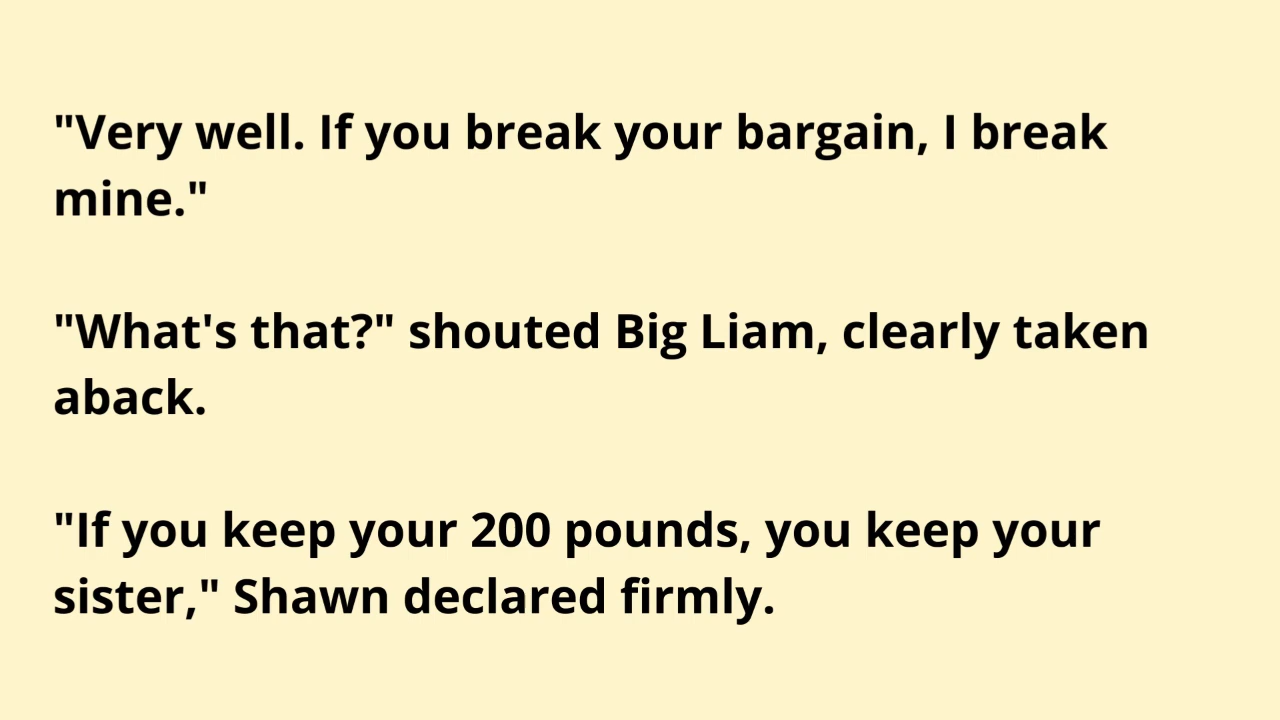 "Very well. If you break your bargain, I break
mine."
"What's that?" shouted Big Liam, clearly taken
aback.
"If you keep your 200 pounds, you keep your
sister," Shawn declared firmly.